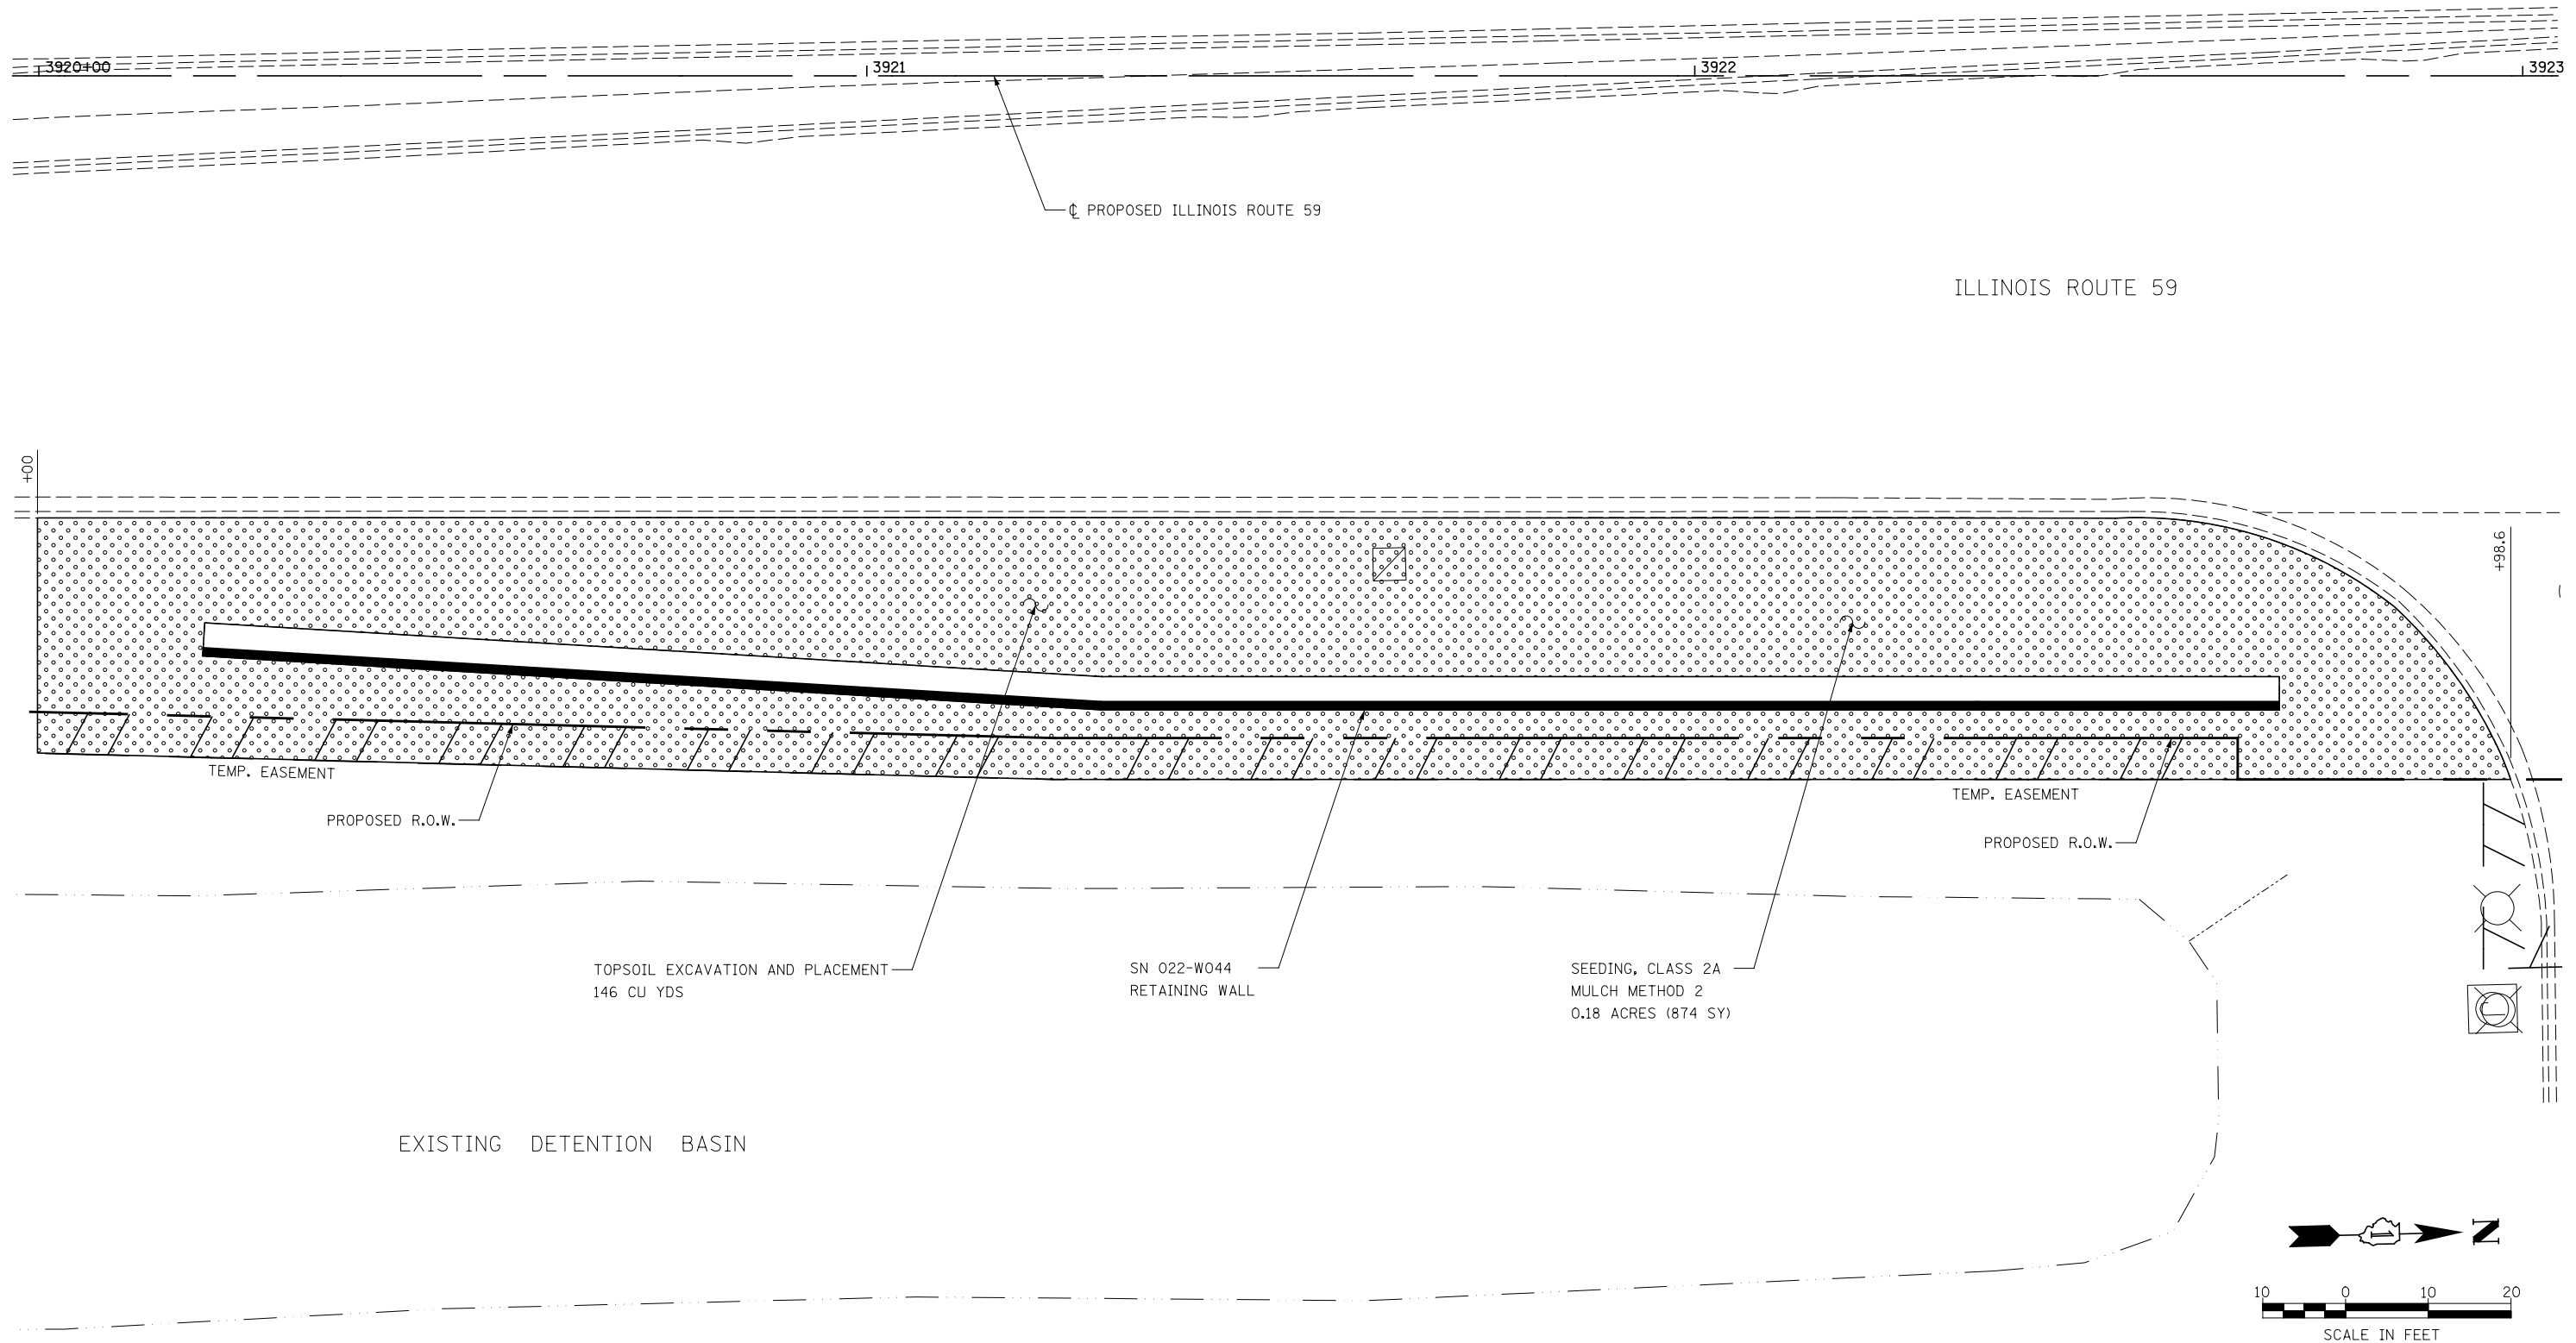 3920+00
3921
3922
3923
℄ PROPOSED ILLINOIS ROUTE 59
ILLINOIS ROUTE 59
+00
+98.6
TEMP. EASEMENT
PROPOSED R.O.W.
TEMP. EASEMENT
PROPOSED R.O.W.
TOPSOIL EXCAVATION AND PLACEMENT
146 CU YDS
SN 022-W044
RETAINING WALL
SEEDING, CLASS 2A
MULCH METHOD 2
0.18 ACRES (874 SY)
EXISTING DETENTION BASIN
N
10 0 10 20
SCALE IN FEET